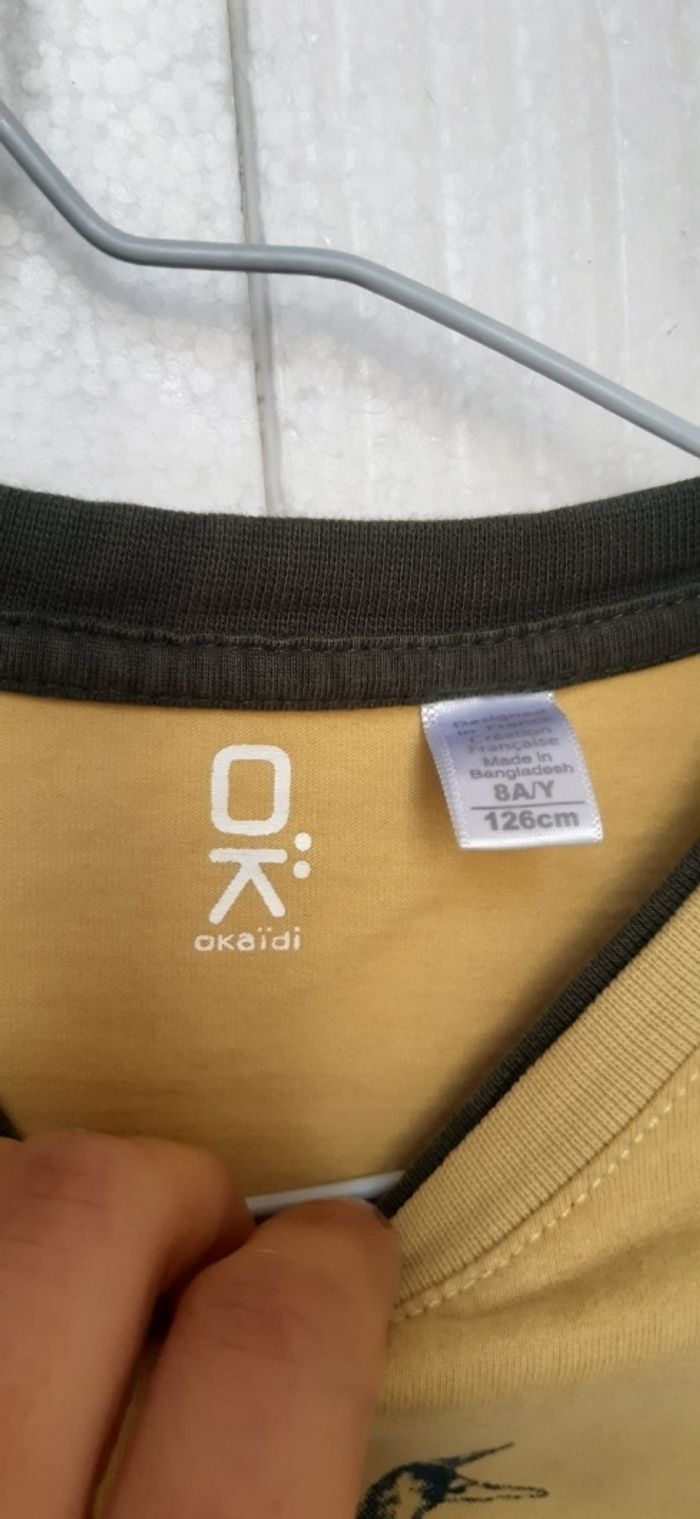 OK:
okaïdi
Designed
in France
Création
Française
Made in
Bangladesh
8A/Y
126cm